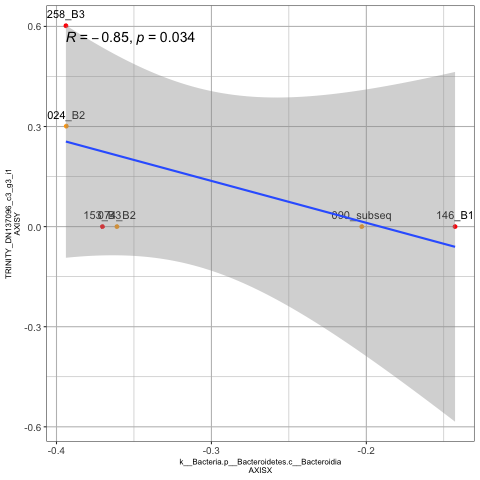 258_B3
R = −0.85, p = 0.034
0.6
024_B2
0.3
090_subseq
146_B1
0.0
-0.3
-0.6
-0.4
-0.3
-0.2
k__Bacteria.p__Bacteroidetes.c__Bacteroidia
AXISX
TRINITY_DN137096_c3_g3_i1
AXISY